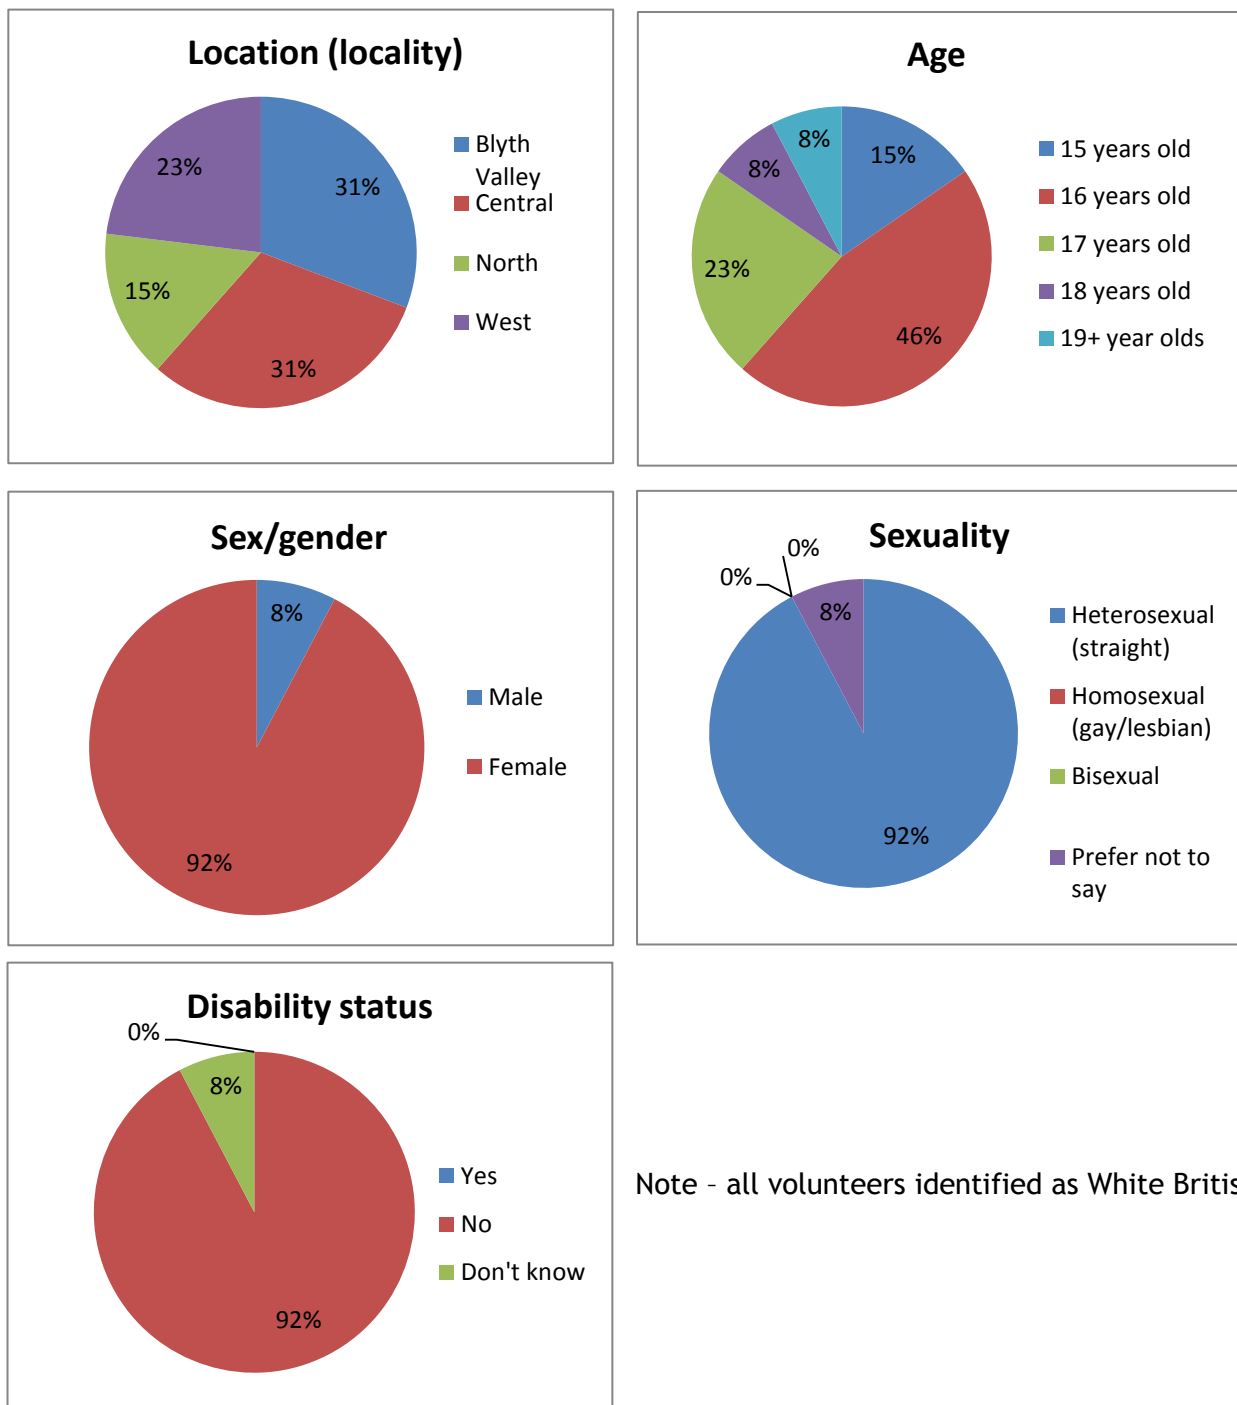 Location (locality)
23%
31%
15%
31%
Blyth
Valley
Central
North
West
Age
8%
15%
8%
23%
46%
15 years old
16 years old
17 years old
18 years old
19+ year olds
Sex/gender
8%
92%
Male
Female
Sexuality
0%
0%
8%
92%
Heterosexual
(straight)
Homosexual
(gay/lesbian)
Bisexual
Prefer not to
say
Disability status
0%
8%
92%
Yes
No
Don't know
Note - all volunteers identified as White Britis